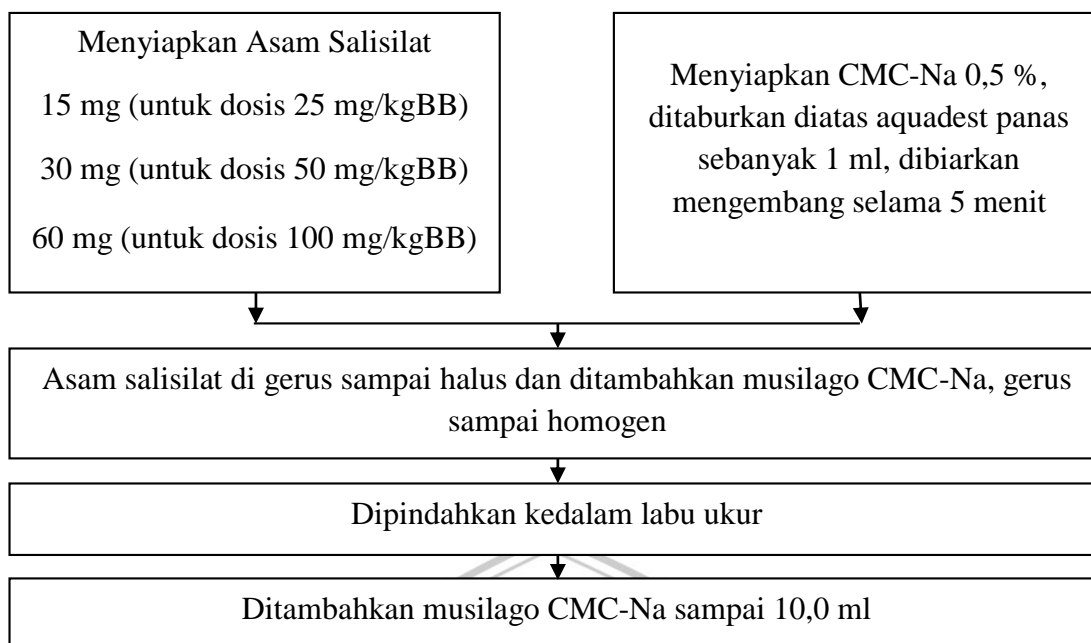 Menyiapkan Asam Salisilat
15 mg (untuk dosis 25 mg/kgBB)
30 mg (untuk dosis 50 mg/kgBB)
60 mg (untuk dosis 100 mg/kgBB)
Menyiapkan CMC-Na 0,5 %,
ditaburkan diatas aquadest panas
sebanyak 1 ml, dibiarkan
mengembang selama 5 menit
Asam salisilat di gerus sampai halus dan ditambahkan musilago CMC-Na, gerus
sampai homogen
Dipindahkan kedalam labu ukur
Ditambahkan musilago CMC-Na sampai 10,0 ml